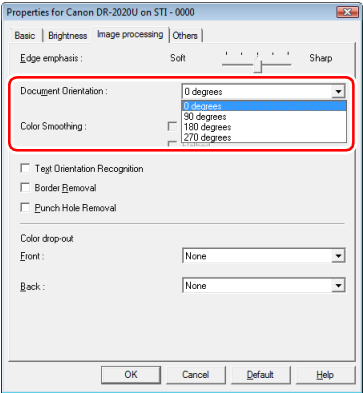 Properties for Canon DR-2020U on STI - 0000
Basic Brightness Image processing Others
Edge emphasis : Soft Sharp
Document Orientation : 0 degrees
0 degrees
90 degrees
180 degrees
270 degrees
Color Smoothing :
Text Orientation Recognition
Border Removal
Punch Hole Removal
Color drop-out
Front : None
Back : None
OK Cancel Default Help